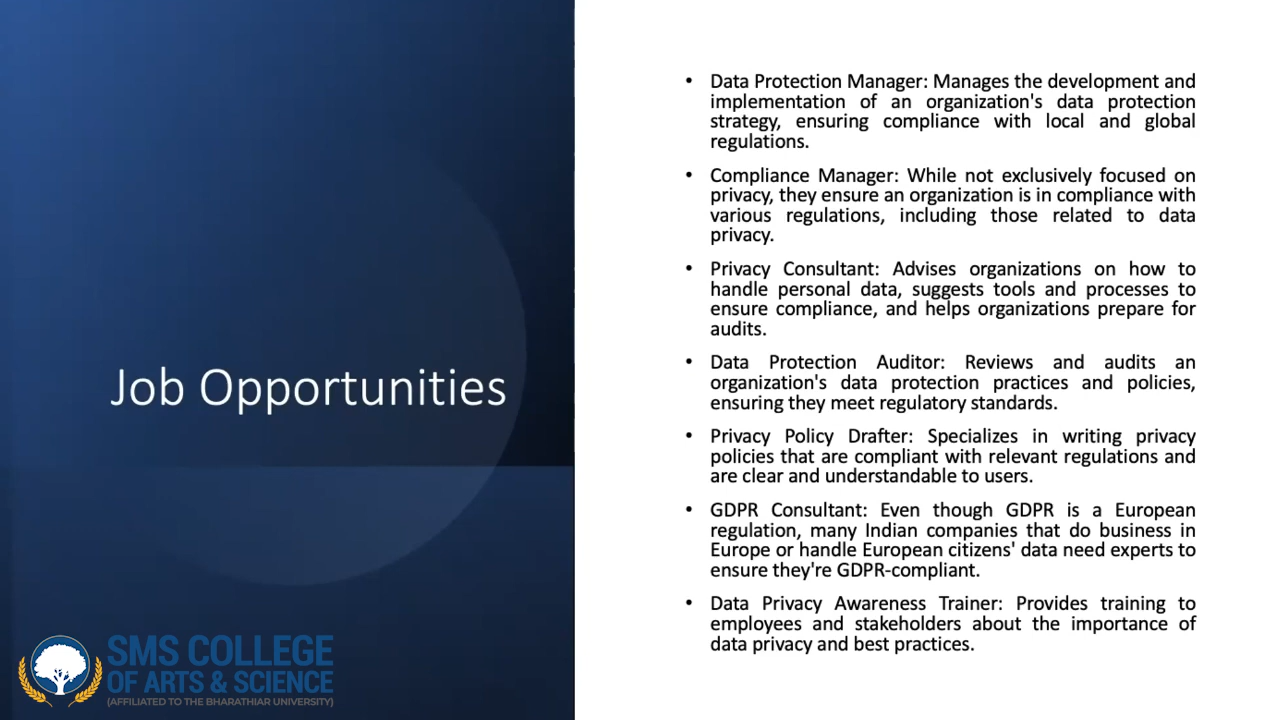 Job Opportunities
• Data Protection Manager: Manages the development and
implementation of an organization's data protection
strategy, ensuring compliance with local and global
regulations.
• Compliance Manager: While not exclusively focused on
privacy, they ensure an organization is in compliance with
various regulations, including those related to data
privacy.
• Privacy Consultant: Advises organizations on how to
handle personal data, suggests tools and processes to
ensure compliance, and helps organizations prepare for
audits.
• Data Protection Auditor: Reviews and audits an
organization's data protection practices and policies,
ensuring they meet regulatory standards.
• Privacy Policy Drafter: Specializes in writing privacy
policies that are compliant with relevant regulations and
are clear and understandable to users.
• GDPR Consultant: Even though GDPR is a European
regulation, many Indian companies that do business in
Europe or handle European citizens' data need experts to
ensure they're GDPR-compliant.
• Data Privacy Awareness Trainer: Provides training to
employees and stakeholders about the importance of
data privacy and best practices.
SMS COLLEGE
OF ARTS & SCIENCE
(AFFILIATED TO THE BHARATHIAR UNIVERSITY)